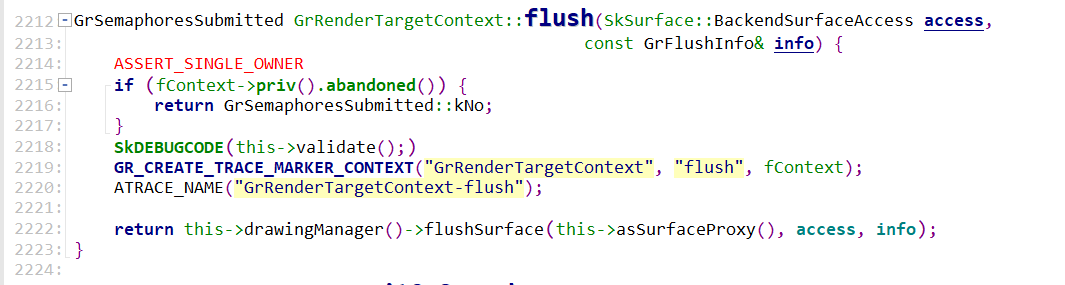 2212 GrSemaphoresSubmitted GrRenderTargetContext::flush(SkSurface::BackendSurfaceAccess access,
2213: const GrFlushInfo& info) {
2214: ASSERT_SINGLE_OWNER
2215 if (fContext->priv().abandoned()) {
2216: return GrSemaphoresSubmitted::kNo;
2217: }
2218: SkDEBUGCODE(this->validate();)
2219: GR_CREATE_TRACE_MARKER_CONTEXT("GrRenderTargetContext", "flush", fContext);
2220: ATRACE_NAME("GrRenderTargetContext-flush");
2221:
2222: return this->drawingManager()->flushSurface(this->asSurfaceProxy(), access, info);
2223: }
2224: